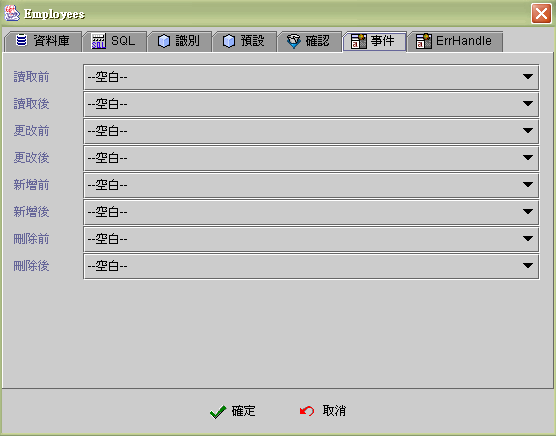 Employees
資料庫 SQL 識別 預設 確認 事件 ErrHandle
讀取前 --空白--
讀取後 --空白--
更改前 --空白--
更改後 --空白--
新增前 --空白--
新增後 --空白--
刪除前 --空白--
刪除後 --空白--
確定 取消